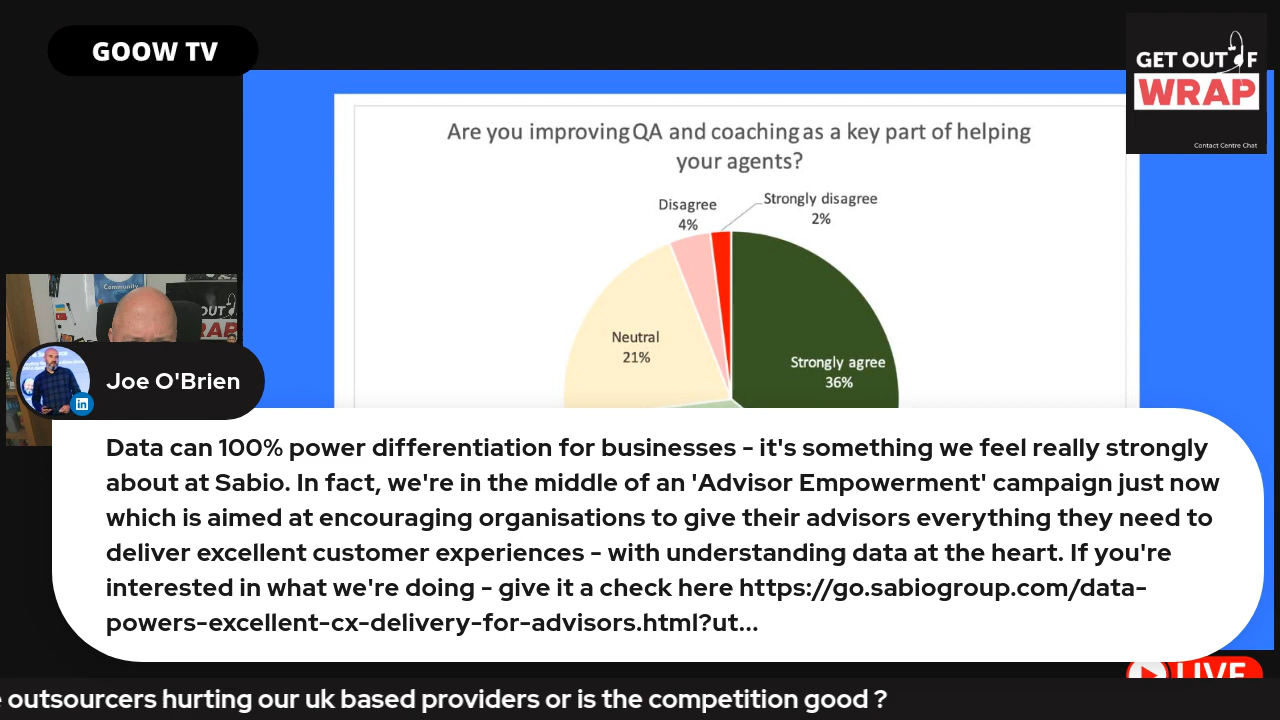 GOOW TV
GET OUT OF
WRAP
Contact Centre Chat
Are you improving QA and coaching as a key part of helping
your agents?
Disagree
4%
Strongly disagree
2%
Neutral
21%
Strongly agree
36%
Community
Joe O'Brien
in
Data can 100% power differentiation for businesses - it's something we feel really strongly
about at Sabio. In fact, we're in the middle of an 'Advisor Empowerment' campaign just now
which is aimed at encouraging organisations to give their advisors everything they need to
deliver excellent customer experiences - with understanding data at the heart. If you're
interested in what we're doing - give it a check here https://go.sabiogroup.com/data-
powers-excellent-cx-delivery-for-advisors.html?ut...
LIVE
outsourcers hurting our uk based providers or is the competition good ?